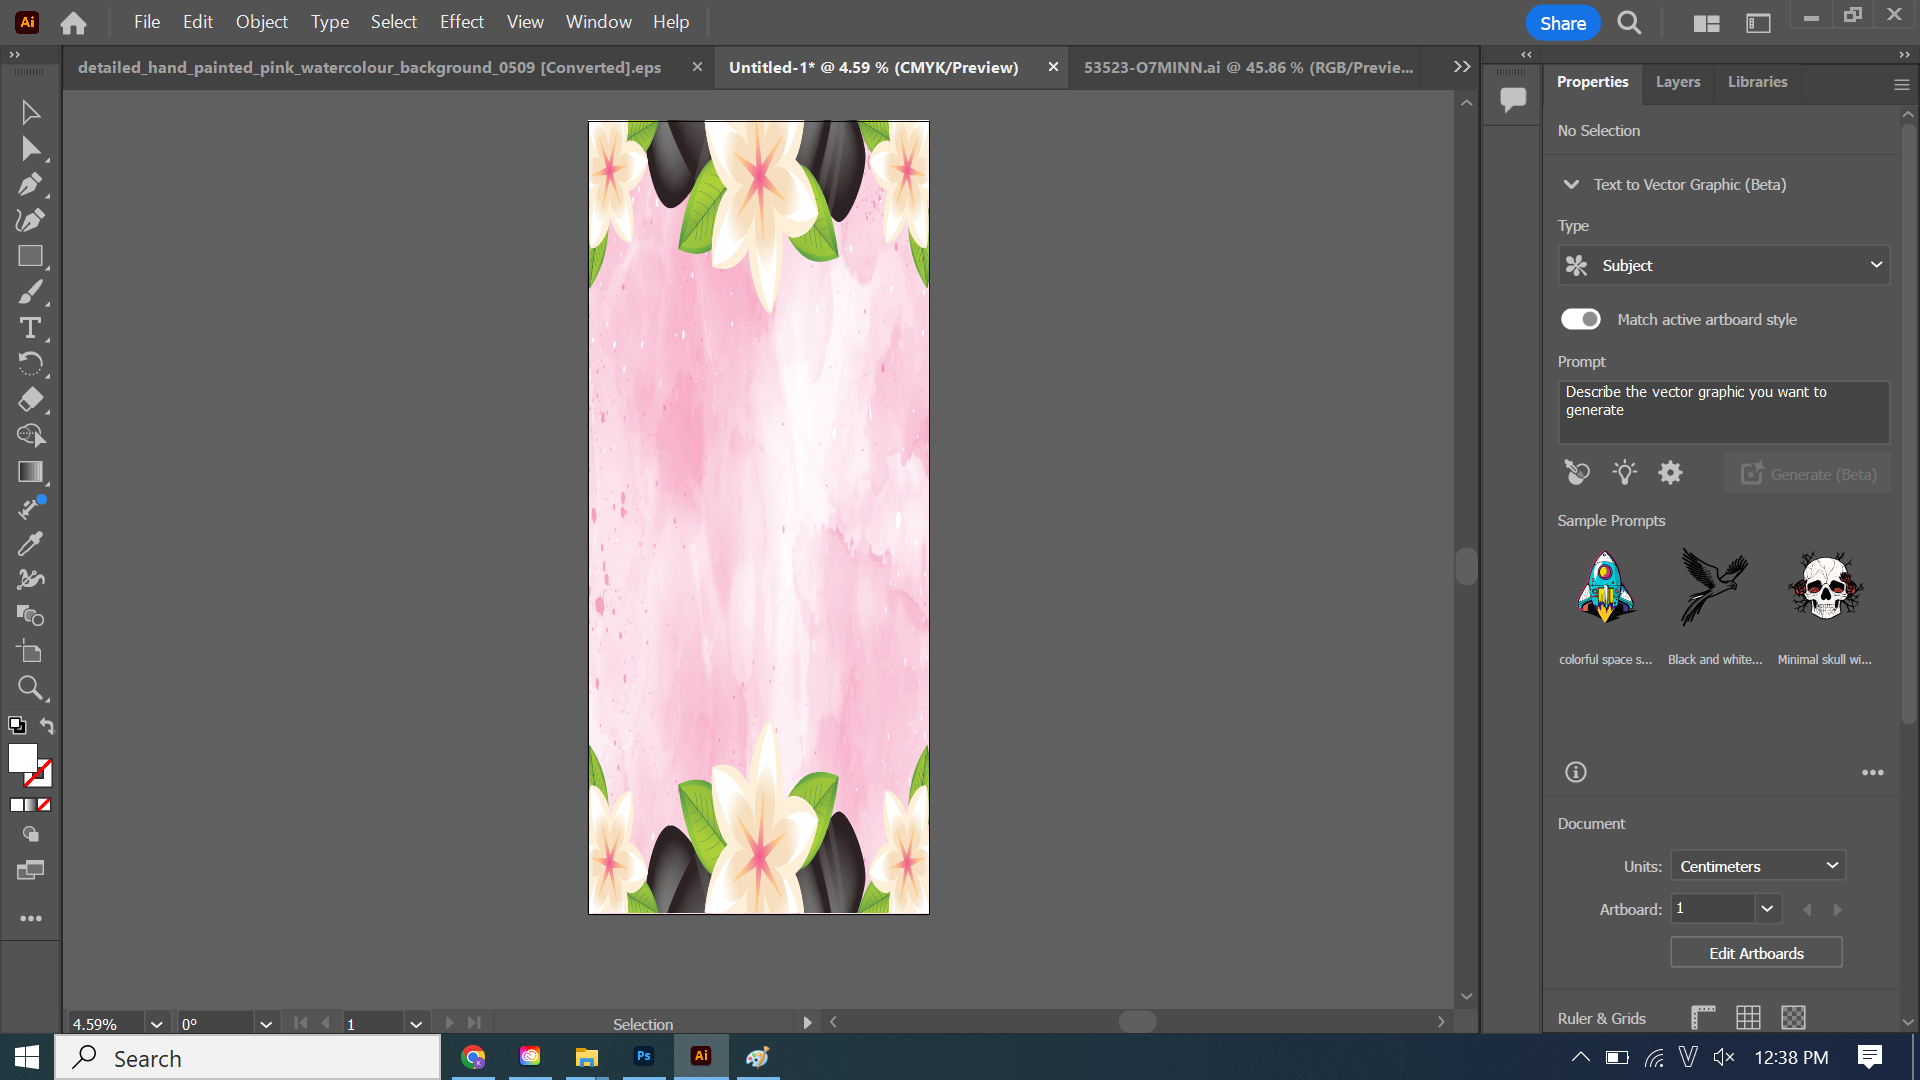 Ai File Edit Object Type Select Effect View Window Help Share
detailed_hand_painted_pink_watercolour_background_0509 [Converted].eps Untitled-1* @ 4.59 % (CMYK/Preview) 53523-O7MINN.ai @ 45.86 % (RGB/Previe...
Properties Layers Libraries
No Selection
Text to Vector Graphic (Beta)
Type
Subject
Match active artboard style
Prompt
Describe the vector graphic you want to
generate
Generate (Beta)
Sample Prompts
colorful space s... Black and white... Minimal skull wi...
Document
Units: Centimeters
Artboard: 1
Edit Artboards
Ruler & Grids
4.59% 0° 1 Selection
Search Ps Ai 12:38 PM